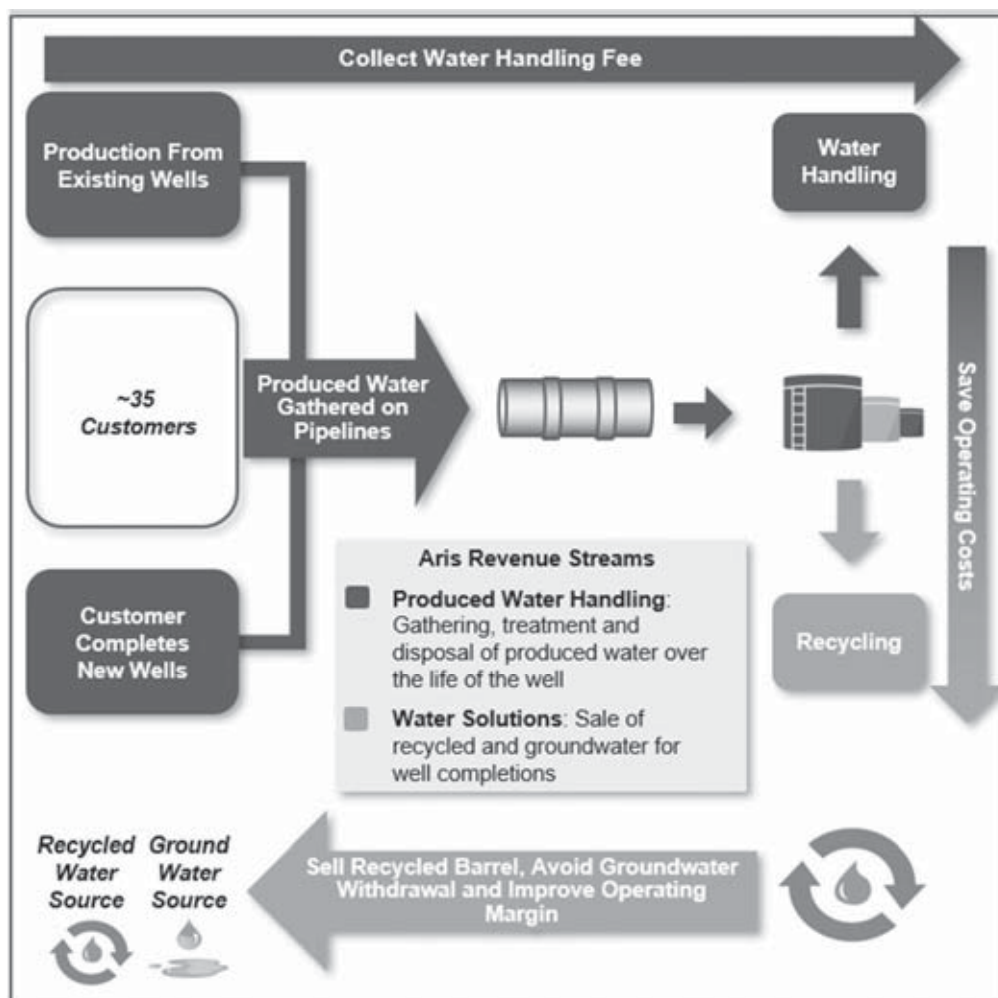 Collect Water Handling Fee
Production From
Existing Wells
Water
Handling
~35
Customers
Produced Water
Gathered on
Pipelines
Save Operating Costs
Customer
Completes
New Wells
Aris Revenue Streams
Produced Water Handling:
Gathering, treatment and
disposal of produced water over
the life of the well
Water Solutions: Sale of
recycled and groundwater for
well completions
Recycling
Recycled
Water
Source
Ground
Water
Source
Sell Recycled Barrel, Avoid Groundwater
Withdrawal and Improve Operating
Margin